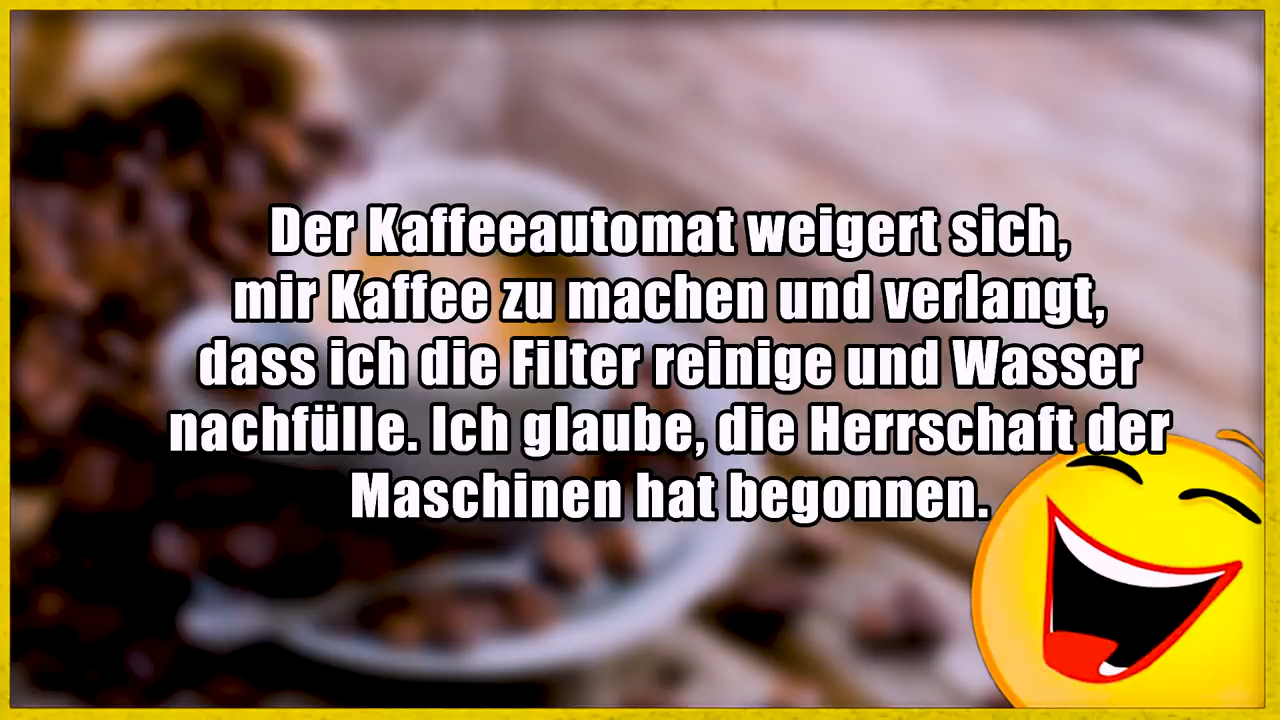 Der Kaffeeautomat weigert sich,
mir Kaffee zu machen und verlangt,
dass ich die Filter reinige und Wasser
nachfülle. Ich glaube, die Herrschaft der
Maschinen hat begonnen.